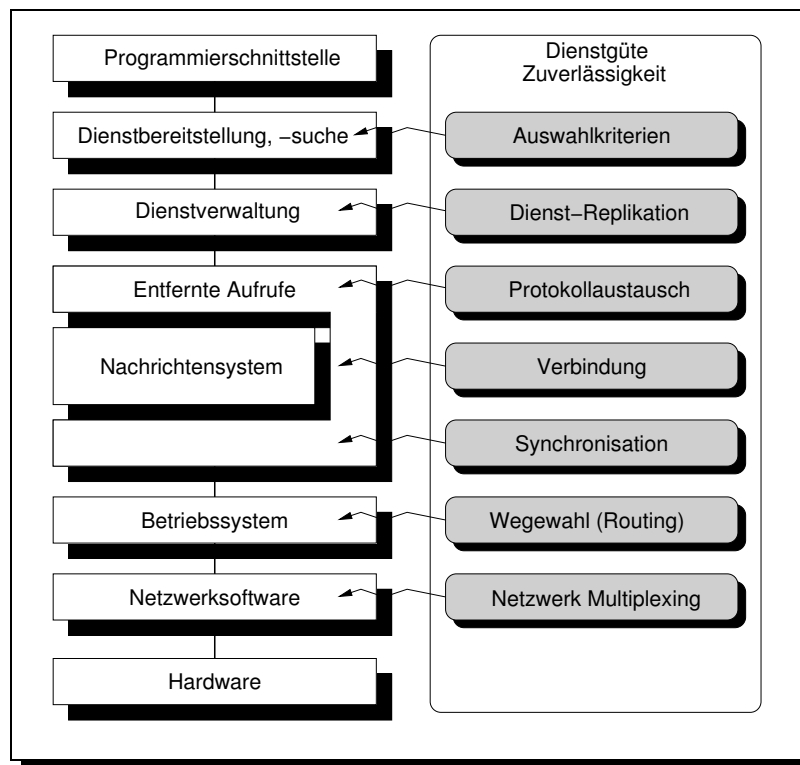 Programmierschnittstelle
Dienstbereitstellung, −suche
Dienstverwaltung
Entfernte Aufrufe
Nachrichtensystem
Betriebssystem
Netzwerksoftware
Hardware
Dienstgüte
Zuverlässigkeit
Auswahlkriterien
Dienst−Replikation
Protokollaustausch
Verbindung
Synchronisation
Wegewahl (Routing)
Netzwerk Multiplexing